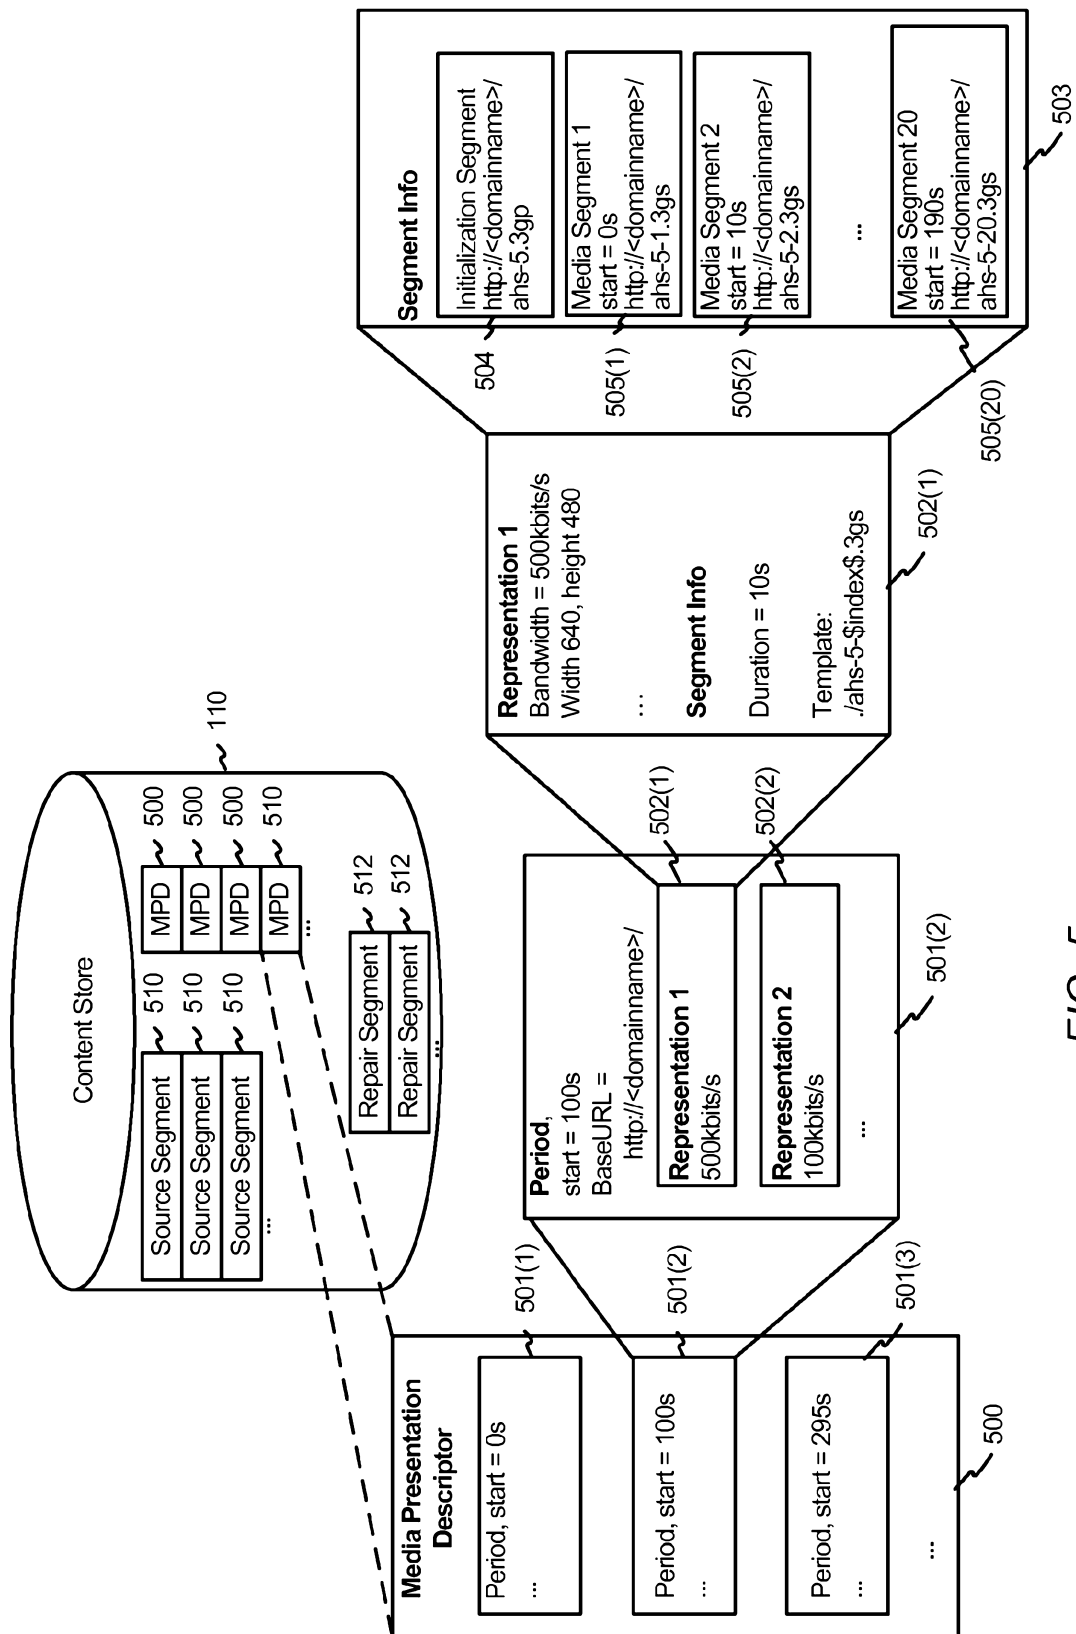 Content Store
110
Source Segment
510
Source Segment
510
Source Segment
510
...
MPD
500
MPD
500
MPD
500
MPD
510
...
Repair Segment
512
Repair Segment
512
...
Media Presentation
Descriptor
Period, start = 0s
...
501(1)
Period, start = 100s
...
501(2)
Period, start = 295s
...
501(3)
...
500
Period,
start = 100s
BaseURL =
http://<domainname>/
Representation 1
500kbits/s
502(1)
Representation 2
100kbits/s
502(2)
...
501(2)
Representation 1
Bandwidth = 500kbits/s
Width 640, height 480
...
Segment Info
Duration = 10s
Template:
./ahs-5-$index$.3gs
502(1)
Segment Info
Initialization Segment
http://<domainname>/
ahs-5.3gp
504
Media Segment 1
start = 0s
http://<domainname>/
ahs-5-1.3gs
505(1)
Media Segment 2
start = 10s
http://<domainname>/
ahs-5-2.3gs
505(2)
...
Media Segment 20
start = 190s
http://<domainname>/
ahs-5-20.3gs
505(20)
503
FIG. 5